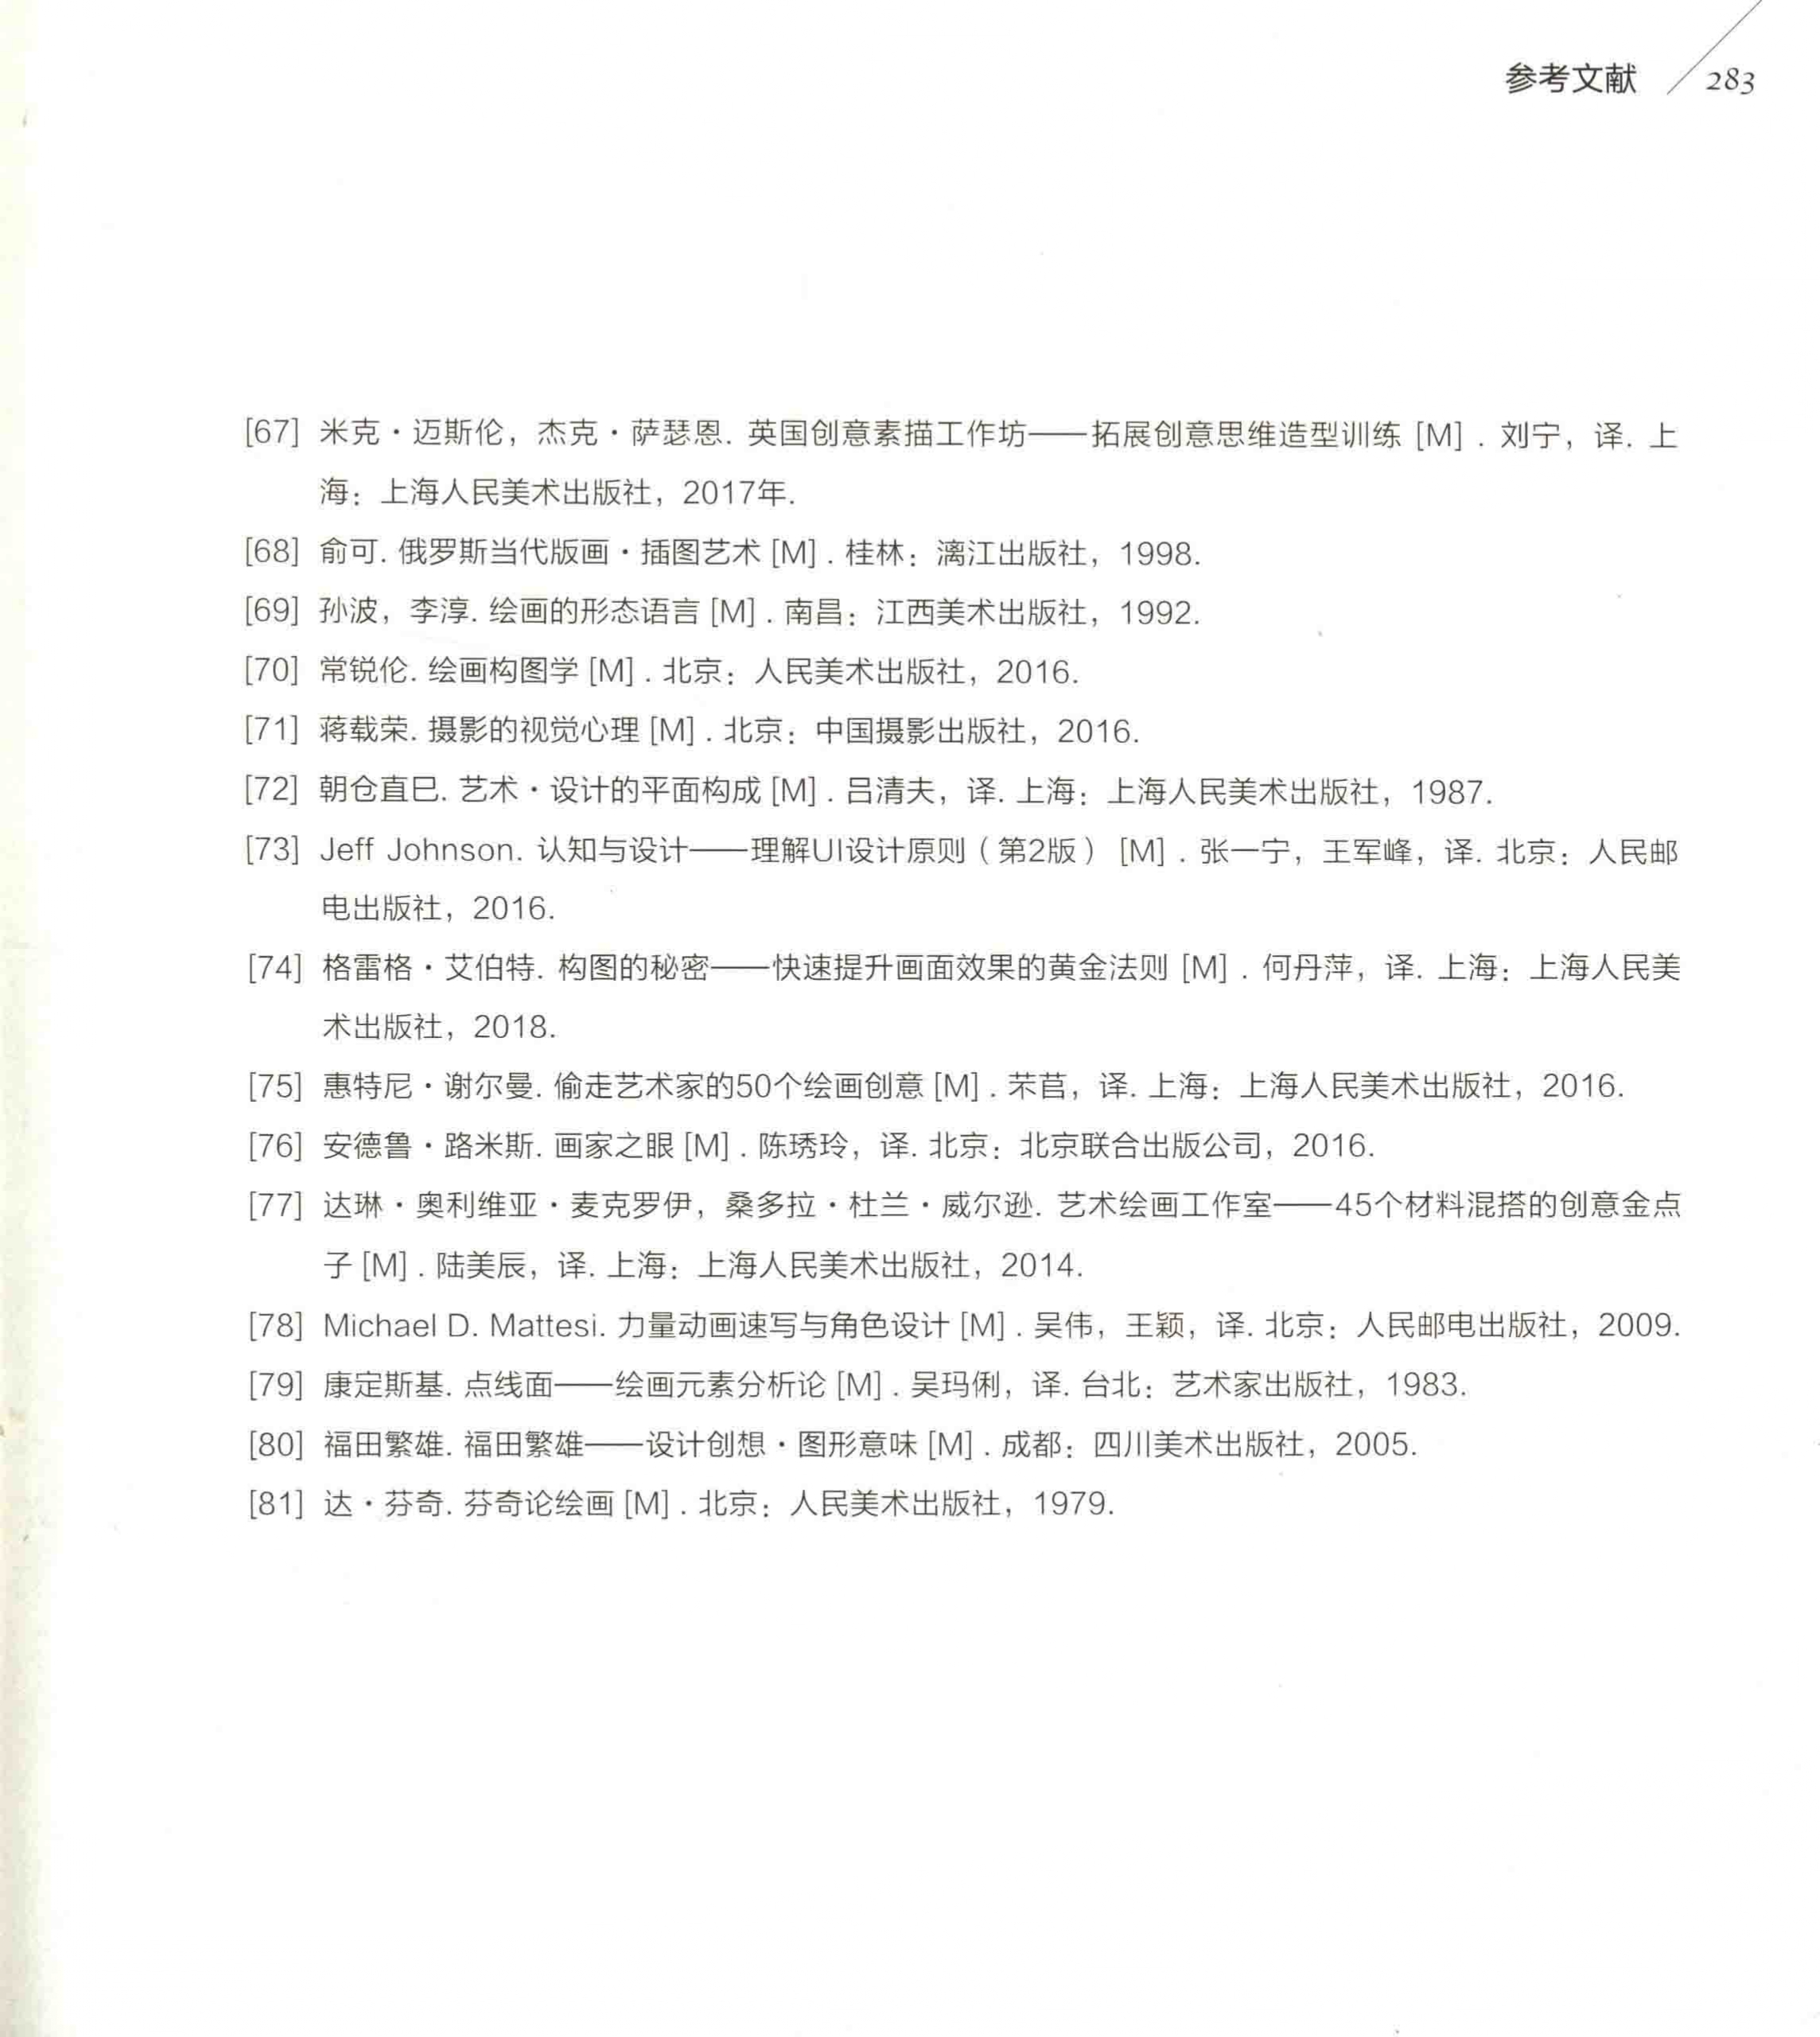 参考文献 283
[67] 米克·迈斯伦，杰克·萨瑟恩. 英国创意素描工作坊——拓展创意思维造型训练 [M] . 刘宁，译. 上
海：上海人民美术出版社，2017年.
[68] 俞可. 俄罗斯当代版画·插图艺术 [M] . 桂林：漓江出版社，1998.
[69] 孙波，李淳. 绘画的形态语言 [M] . 南昌：江西美术出版社，1992.
[70] 常锐伦. 绘画构图学 [M] . 北京：人民美术出版社，2016.
[71] 蒋载荣. 摄影的视觉心理 [M] . 北京：中国摄影出版社，2016.
[72] 朝仓直巳. 艺术·设计的平面构成 [M] . 吕清夫，译. 上海：上海人民美术出版社，1987.
[73] Jeff Johnson. 认知与设计——理解UI设计原则（第2版） [M] . 张一宁，王军峰，译. 北京：人民邮
电出版社，2016.
[74] 格雷格·艾伯特. 构图的秘密——快速提升画面效果的黄金法则 [M] . 何丹萍，译. 上海：上海人民美
术出版社，2018.
[75] 惠特尼·谢尔曼. 偷走艺术家的50个绘画创意 [M] . 芣苢，译. 上海：上海人民美术出版社，2016.
[76] 安德鲁·路米斯. 画家之眼 [M] . 陈琇玲，译. 北京：北京联合出版公司，2016.
[77] 达琳·奥利维亚·麦克罗伊，桑多拉·杜兰·威尔逊. 艺术绘画工作室——45个材料混搭的创意金点
子 [M] . 陆美辰，译. 上海：上海人民美术出版社，2014.
[78] Michael D. Mattesi. 力量动画速写与角色设计 [M] . 吴伟，王颖，译. 北京：人民邮电出版社，2009.
[79] 康定斯基. 点线面——绘画元素分析论 [M] . 吴玛俐，译. 台北：艺术家出版社，1983.
[80] 福田繁雄. 福田繁雄——设计创想·图形意味 [M] . 成都：四川美术出版社，2005.
[81] 达·芬奇. 芬奇论绘画 [M] . 北京：人民美术出版社，1979.